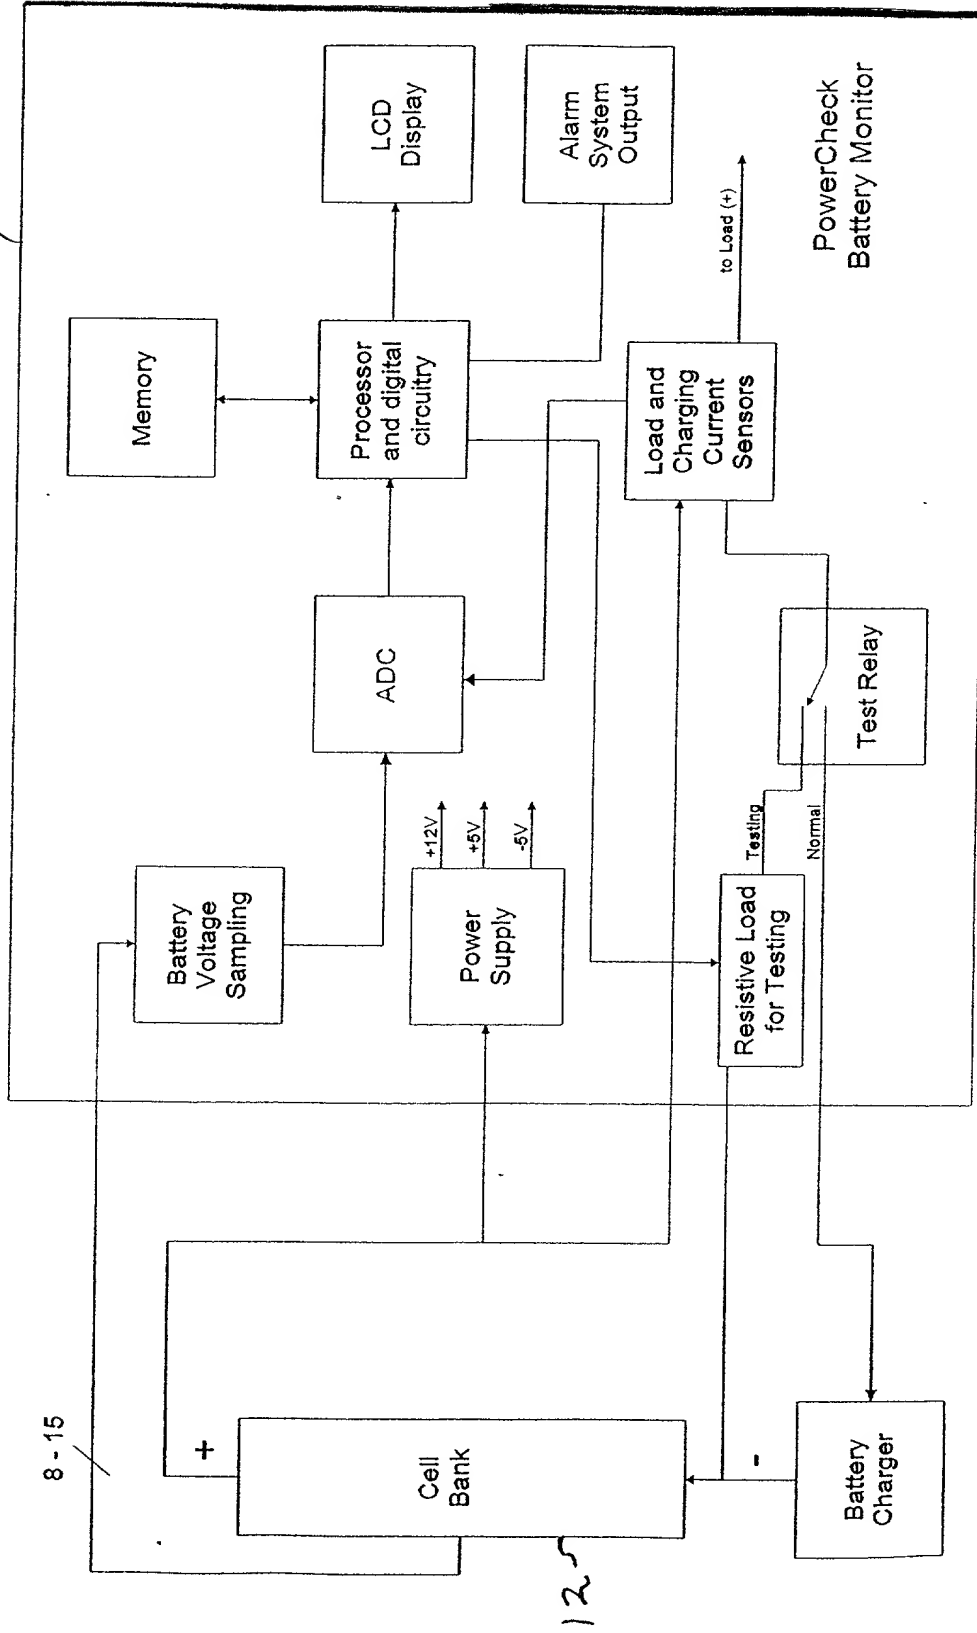 8 - 15
+
Cell
Bank
12
-
Battery
Charger
Battery
Voltage
Sampling
Power
Supply
+12V
+5V
-5V
Resistive Load
for Testing
Testing
Normal
Test Relay
ADC
Memory
Processor
and digital
circuitry
Load and
Charging
Current
Sensors
to Load (+)
LCD
Display
Alarm
System
Output
PowerCheck
Battery Monitor